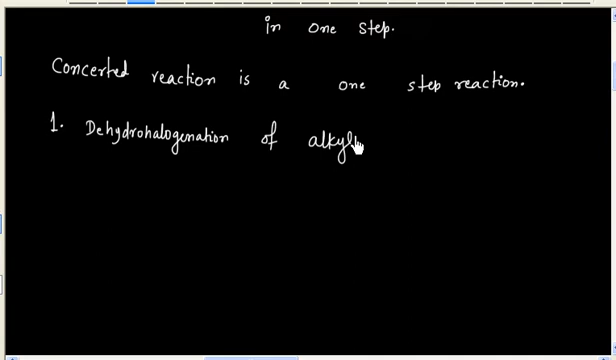 in one step.
Concerted reaction is a one step reaction.
1. Dehydrohalogenation of alkyl